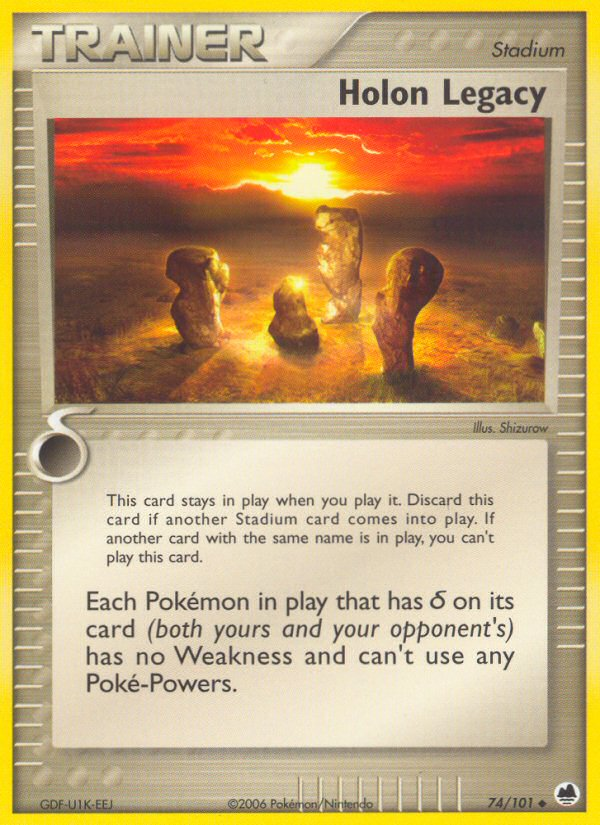 TRAINER
Stadium
Holon Legacy
Illus. Shizurow
δ
This card stays in play when you play it. Discard this
card if another Stadium card comes into play. If
another card with the same name is in play, you can't
play this card.
Each Pokémon in play that has δ on its
card (both yours and your opponent's)
has no Weakness and can't use any
Poké-Powers.
GDF-U1K-EEJ
©2006 Pokémon/Nintendo
74/101 ◆